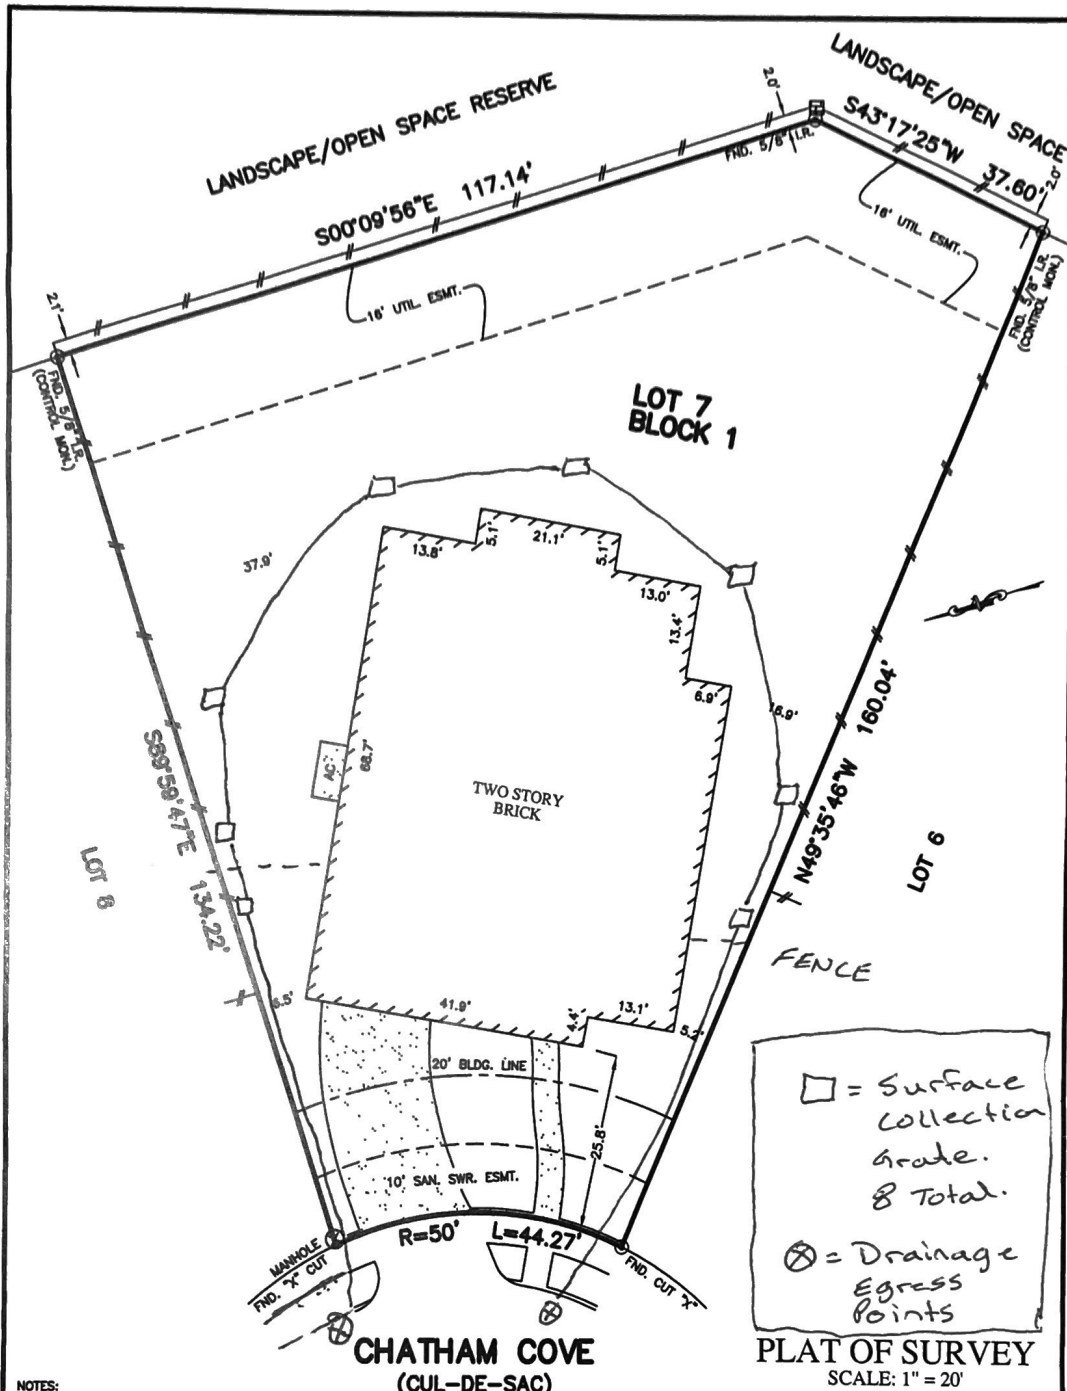 LANDSCAPE/OPEN SPACE RESERVE
LANDSCAPE/OPEN SPACE
2.0'
S43°17'25"W 37.60'
2.0'
FND. 5/8" I.R.
S00°09'56"E 117.14'
16' UTIL. ESMT.
16' UTIL. ESMT.
2.1'
FND. 5/8" I.R.
(CONTROL MON.)
FND. 5/8" I.R.
(CONTROL MON.)
LOT 7
BLOCK 1
37.9'
13.8'
5.1'
21.1'
5.1'
13.0'
13.4'
6.9'
16.9'
68.7'
AC
TWO STORY
BRICK
S89°59'47"E 134.22'
N49°35'46"W 160.04'
LOT 8
LOT 6
FENCE
6.5'
41.9'
4.4'
13.1'
20' BLDG. LINE
25.8'
10' SAN. SWR. ESMT.
R=50' L=44.27'
MANHOLE
FND. "X" CUT
FND. CUT "X"
= Surface
Collection
Grate.
8 Total.
= Drainage
Egress
Points
CHATHAM COVE
(CUL-DE-SAC)
PLAT OF SURVEY
SCALE: 1" = 20'
NOTES: